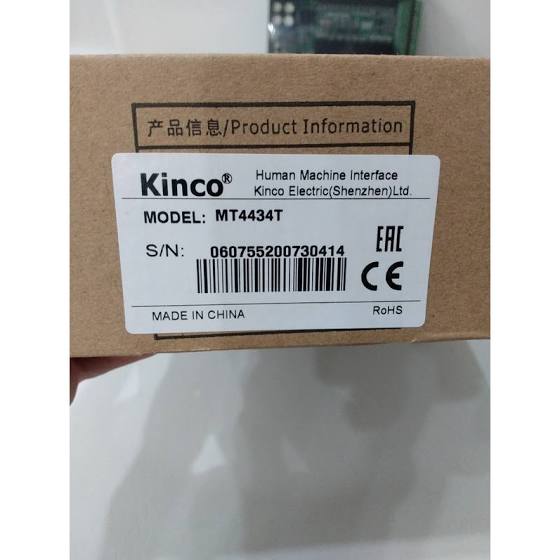 产品信息/Product Information
Kinco®
Human Machine Interface
Kinco Electric(Shenzhen)Ltd.
MODEL: MT4434T
S/N: 060755200730414
EAC
CE
MADE IN CHINA
RoHS